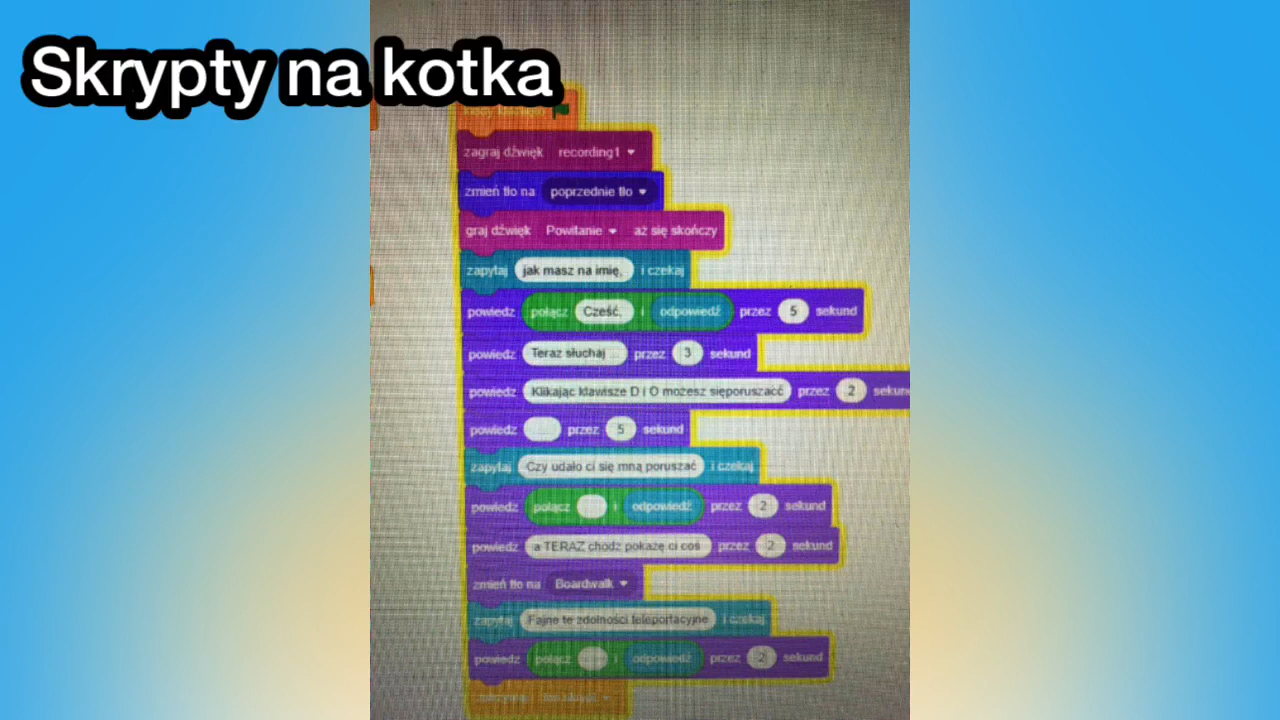 Skrypty na kotka
zagraj dźwięk recording1
zmień tło na poprzednie tło
graj dźwięk Powitanie aż się skończy
zapytaj jak masz na imię, i czekaj
powiedz połącz Cześć, i odpowiedź przez 5 sekund
powiedz Teraz słuchaj ... przez 3 sekund
powiedz Klikając klawisze D i O możesz sięporuszacć przez 2
powiedz ... przez 5 sekund
zapytaj Czy udało ci się mną poruszać i czekaj
powiedz połącz i odpowiedź przez 2 sekund
powiedz a TERAZ chodz pokazę ci coś przez 2 sekund
zmień tło na Boardwalk
zapytaj Fajne te zdolności teleportacyjne i czekaj
powiedz połącz i odpowiedź przez 2 sekund